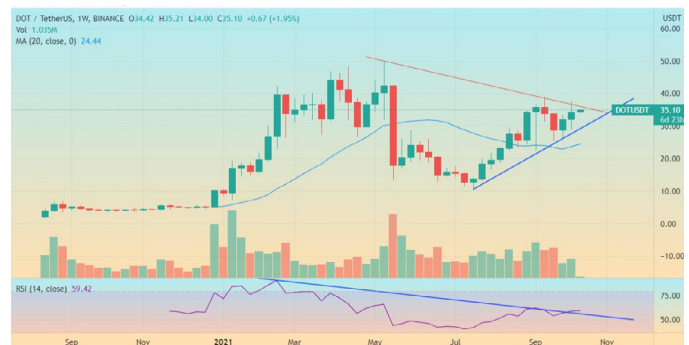 DOT / TetherUS, 1W, BINANCE O34.42 H35.21 L34.00 C35.10 +0.67 (+1.95%)
USDT
Vol 1.035M
MA (20, close, 0) 24.44
60.00
50.00
40.00
DOTUSDT 35.10
6d 23h
30.00
20.00
10.00
0.00
-10.00
RSI (14, close) 59.42
75.00
50.00
Sep Nov 2021 Mar May Jul Sep Nov